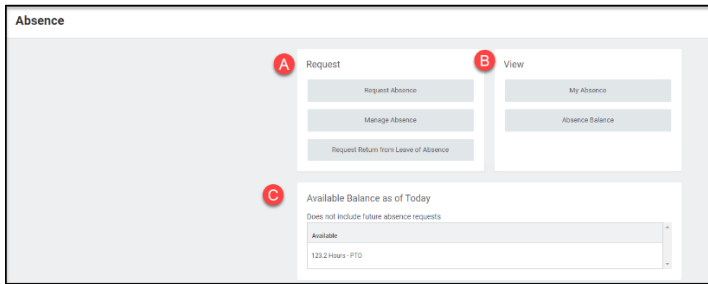 Absence
A
Request
Request Absence
Manage Absence
Request Return from Leave of Absence
B
View
My Absence
Absence Balance
C
Available Balance as of Today
Does not include future absence requests
Available
123.2 Hours - PTO